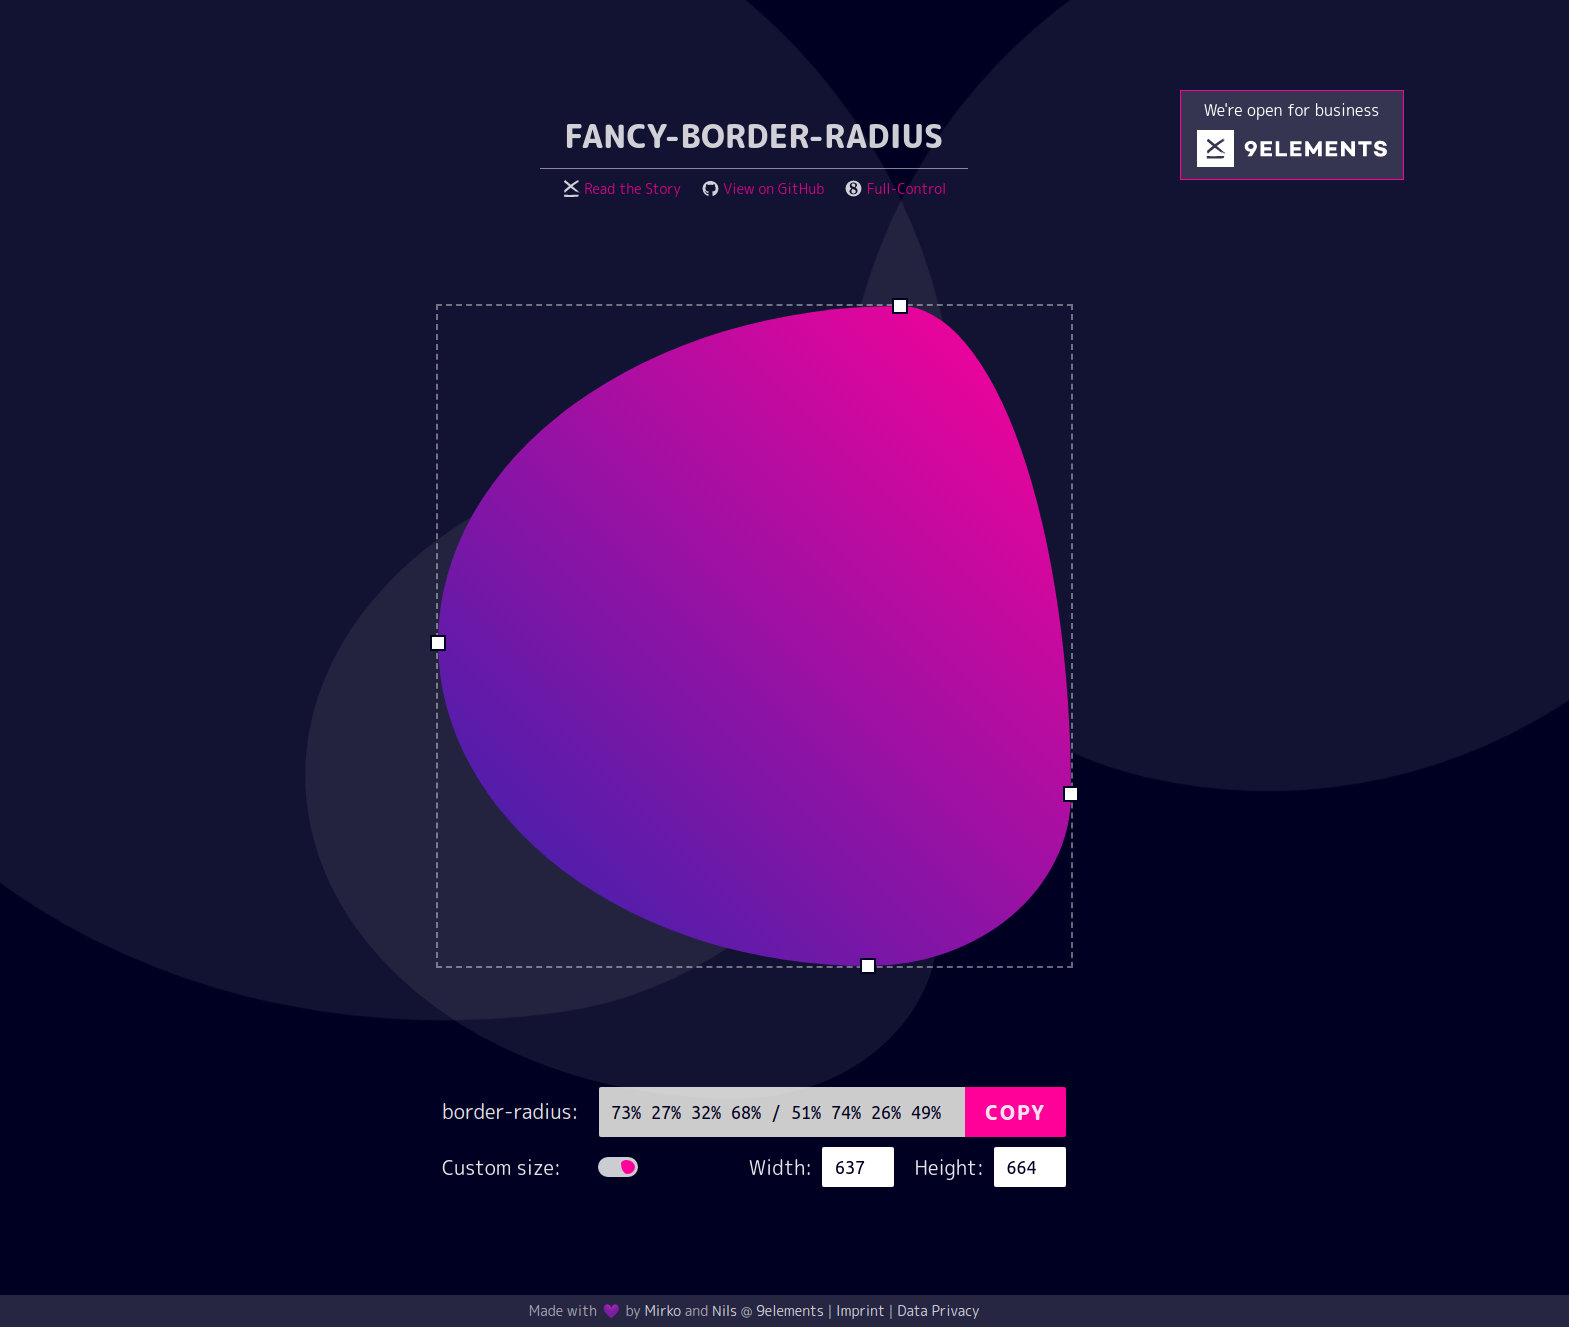 We're open for business
9ELEMENTS
FANCY-BORDER-RADIUS
Read the Story View on GitHub Full-Control
border-radius: 73% 27% 32% 68% / 51% 74% 26% 49% COPY
Custom size: Width: 637 Height: 664
Made with 💜 by Mirko and Nils @ 9elements | Imprint | Data Privacy